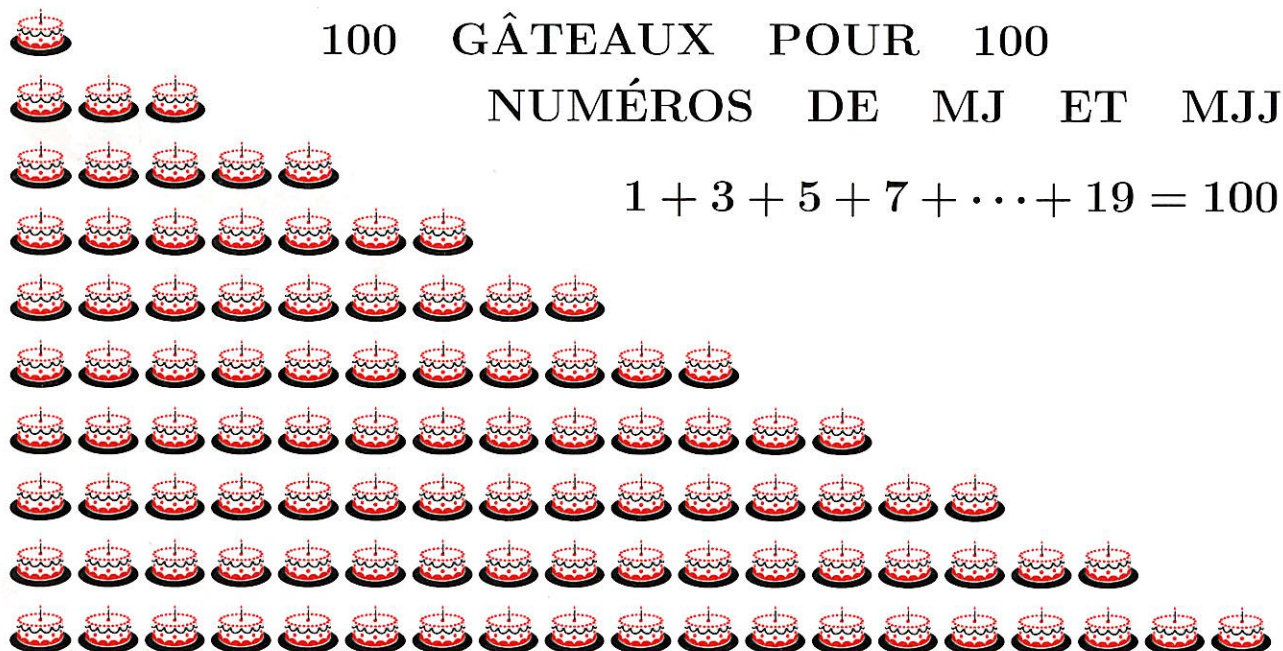 100 GÂTEAUX POUR 100
NUMÉROS DE MJ ET MJJ
1 + 3 + 5 + 7 + · · · + 19 = 100